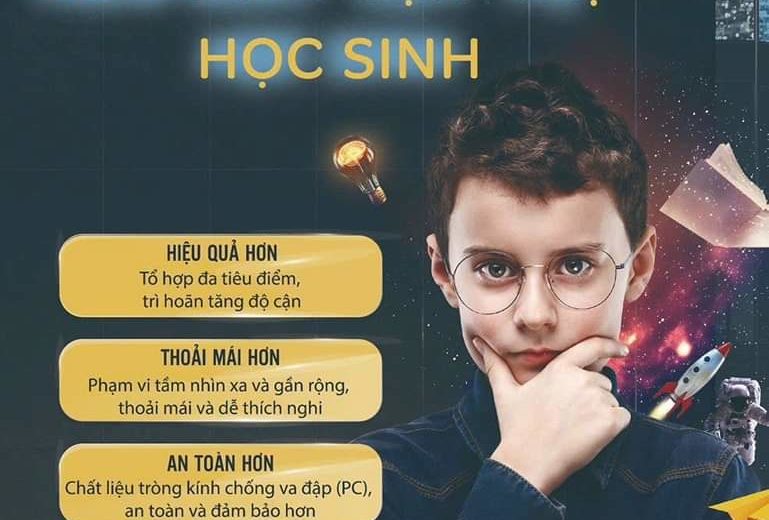 HỌC SINH
HIỆU QUẢ HƠN
Tổ hợp đa tiêu điểm,
trì hoãn tăng độ cận
THOẢI MÁI HƠN
Phạm vi tầm nhìn xa và gần rộng,
thoải mái và dễ thích nghi
AN TOÀN HƠN
Chất liệu tròng kính chống va đập (PC),
an toàn và đảm bảo hơn